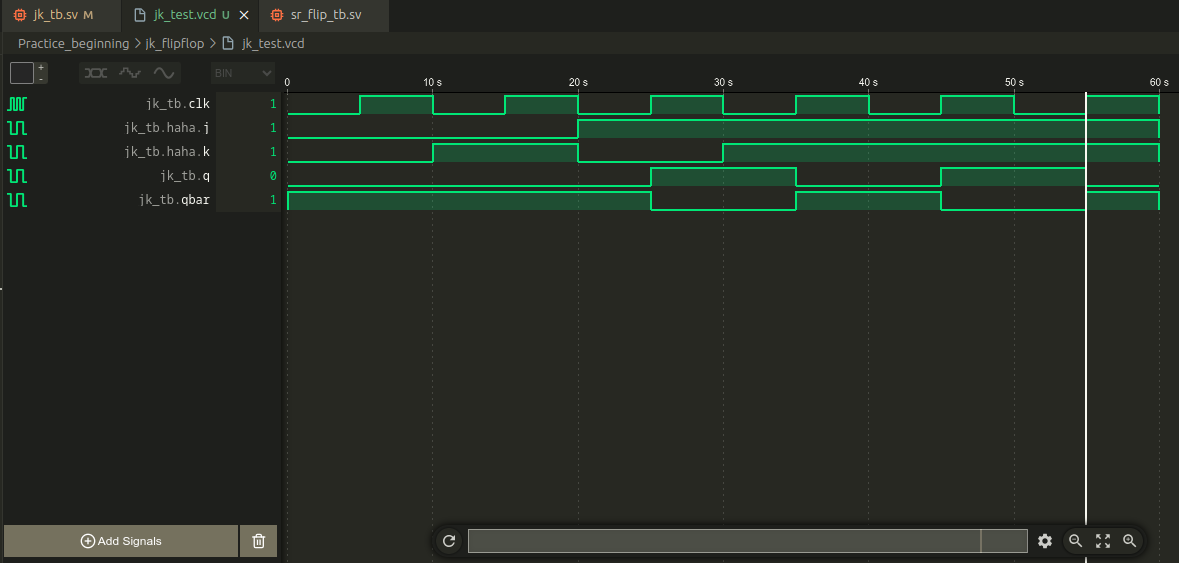 jk_tb.sv M jk_test.vcd U sr_flip_tb.sv
Practice_beginning > jk_flipflop > jk_test.vcd
+ - BIN 0 10 s 20 s 30 s 40 s 50 s 60 s
jk_tb.clk 1
jk_tb.haha.j 1
jk_tb.haha.k 1
jk_tb.q 0
jk_tb.qbar 1
Add Signals